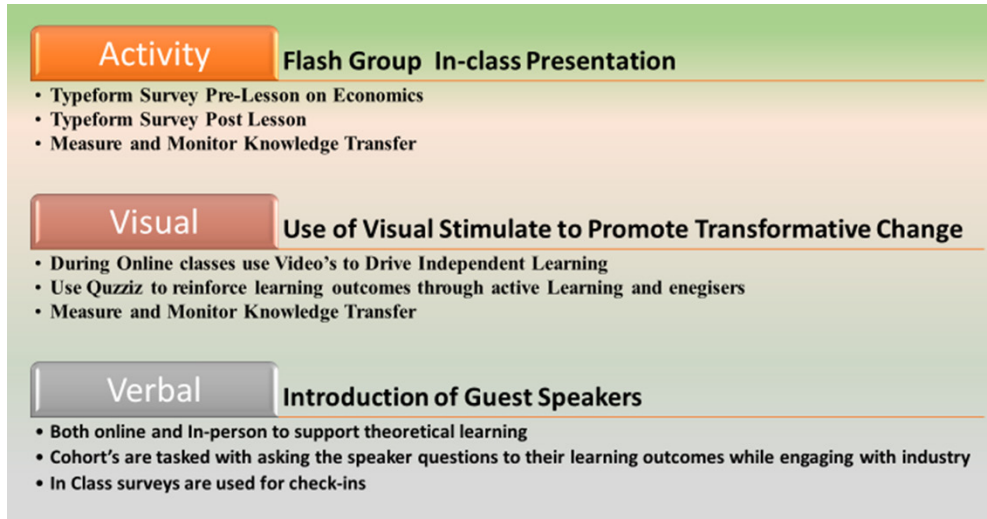 Activity
Flash Group In-class Presentation
• Typeform Survey Pre-Lesson on Economics
• Typeform Survey Post Lesson
• Measure and Monitor Knowledge Transfer
Visual
Use of Visual Stimulate to Promote Transformative Change
• During Online classes use Video's to Drive Independent Learning
• Use Quzziz to reinforce learning outcomes through active Learning and enegisers
• Measure and Monitor Knowledge Transfer
Verbal
Introduction of Guest Speakers
• Both online and In-person to support theoretical learning
• Cohort's are tasked with asking the speaker questions to their learning outcomes while engaging with industry
• In Class surveys are used for check-ins